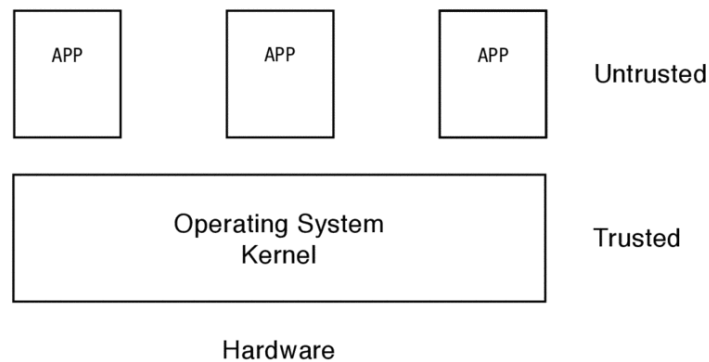 APP
APP
APP
Untrusted
Operating System
Kernel
Trusted
Hardware